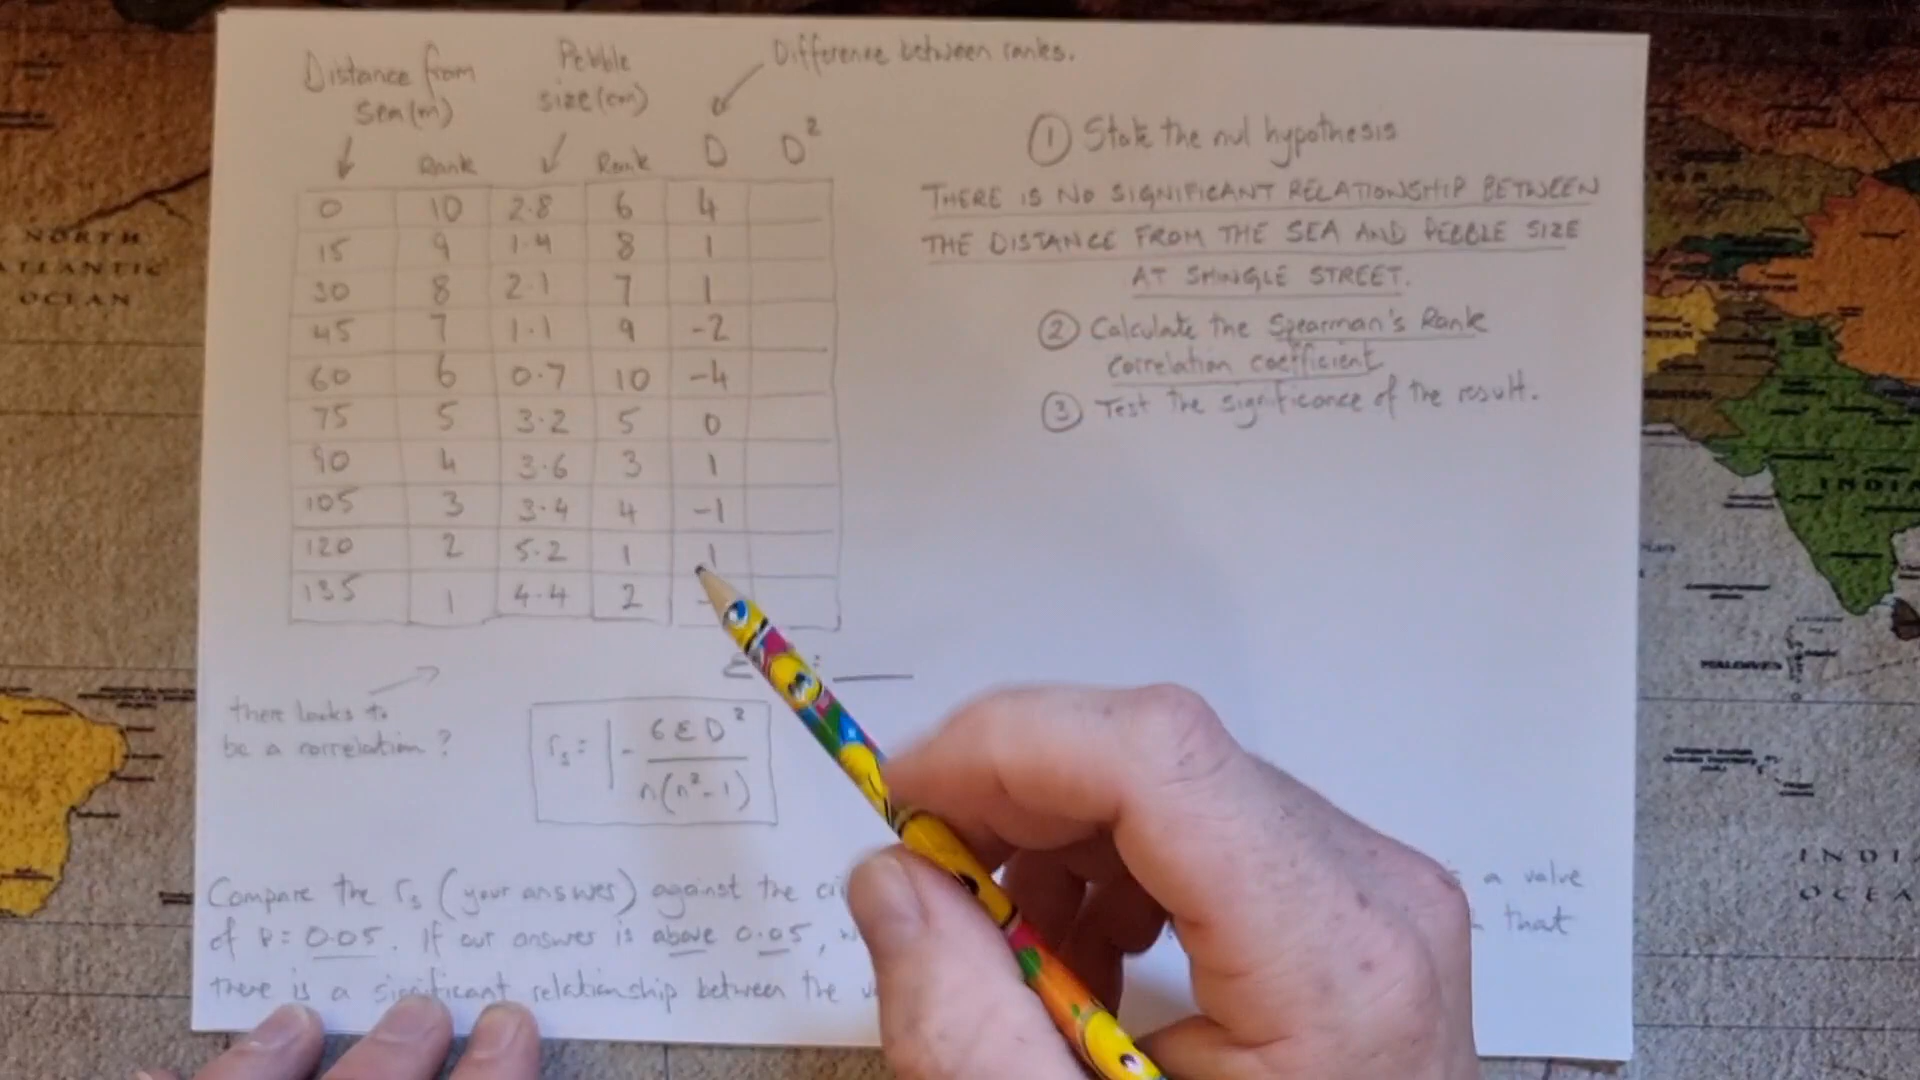 Distance from
sea(m)
Pebble
size(cm)
Difference between ranks.
Rank Rank D D²
0 10 2.8 6 4
15 9 1.4 8 1
30 8 2.1 7 1
45 7 1.1 9 -2
60 6 0.7 10 -4
75 5 3.2 5 0
90 4 3.6 3 1
105 3 3.4 4 -1
120 2 5.2 1 1
135 1 4.4 2
there looks to
be a correlation?
rs = 1 - 6ΣD² / n(n²-1)
① State the nul hypothesis
THERE IS NO SIGNIFICANT RELATIONSHIP BETWEEN
THE DISTANCE FROM THE SEA AND PEBBLE SIZE
AT SHINGLE STREET.
② Calculate the Spearman's Rank
correlation coefficient
③ Test the significance of the result.
Compare the rs (your answer) against the a value
of P = 0.05. If our answer is above 0.05, that
there is a significant relationship between the
NORTH
ATLANTIC
OCEAN
INDIA
MALDIVES